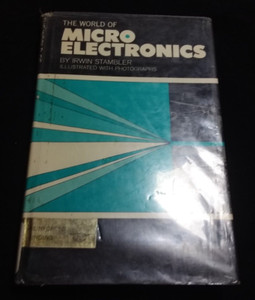 THE WORLD OF
MICRO
ELECTRONICS
BY IRWIN STAMBLER
ILLUSTRATED WITH PHOTOGRAPHS